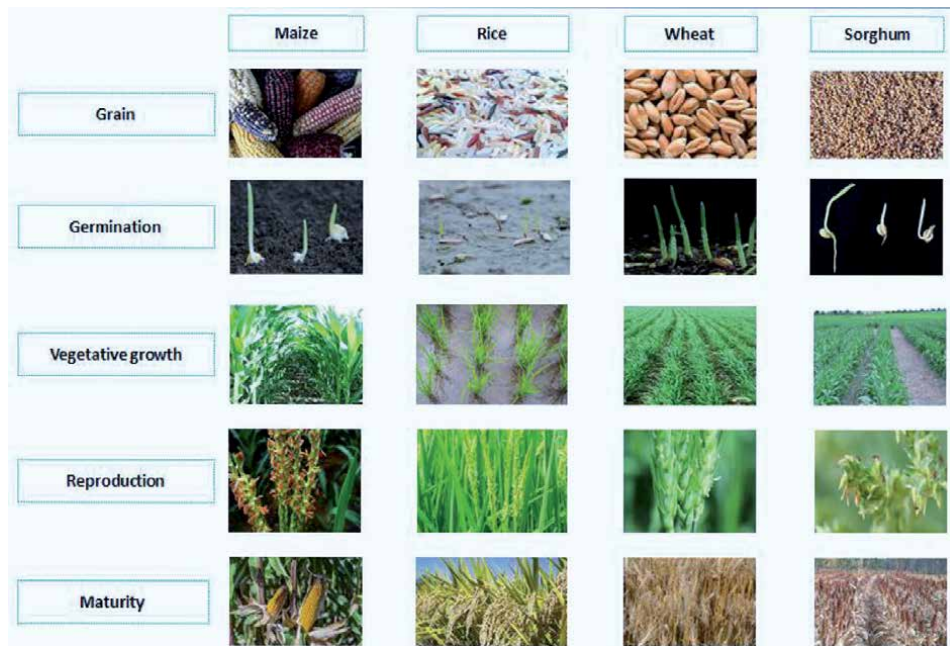 Maize Rice Wheat Sorghum
Grain
Germination
Vegetative growth
Reproduction
Maturity